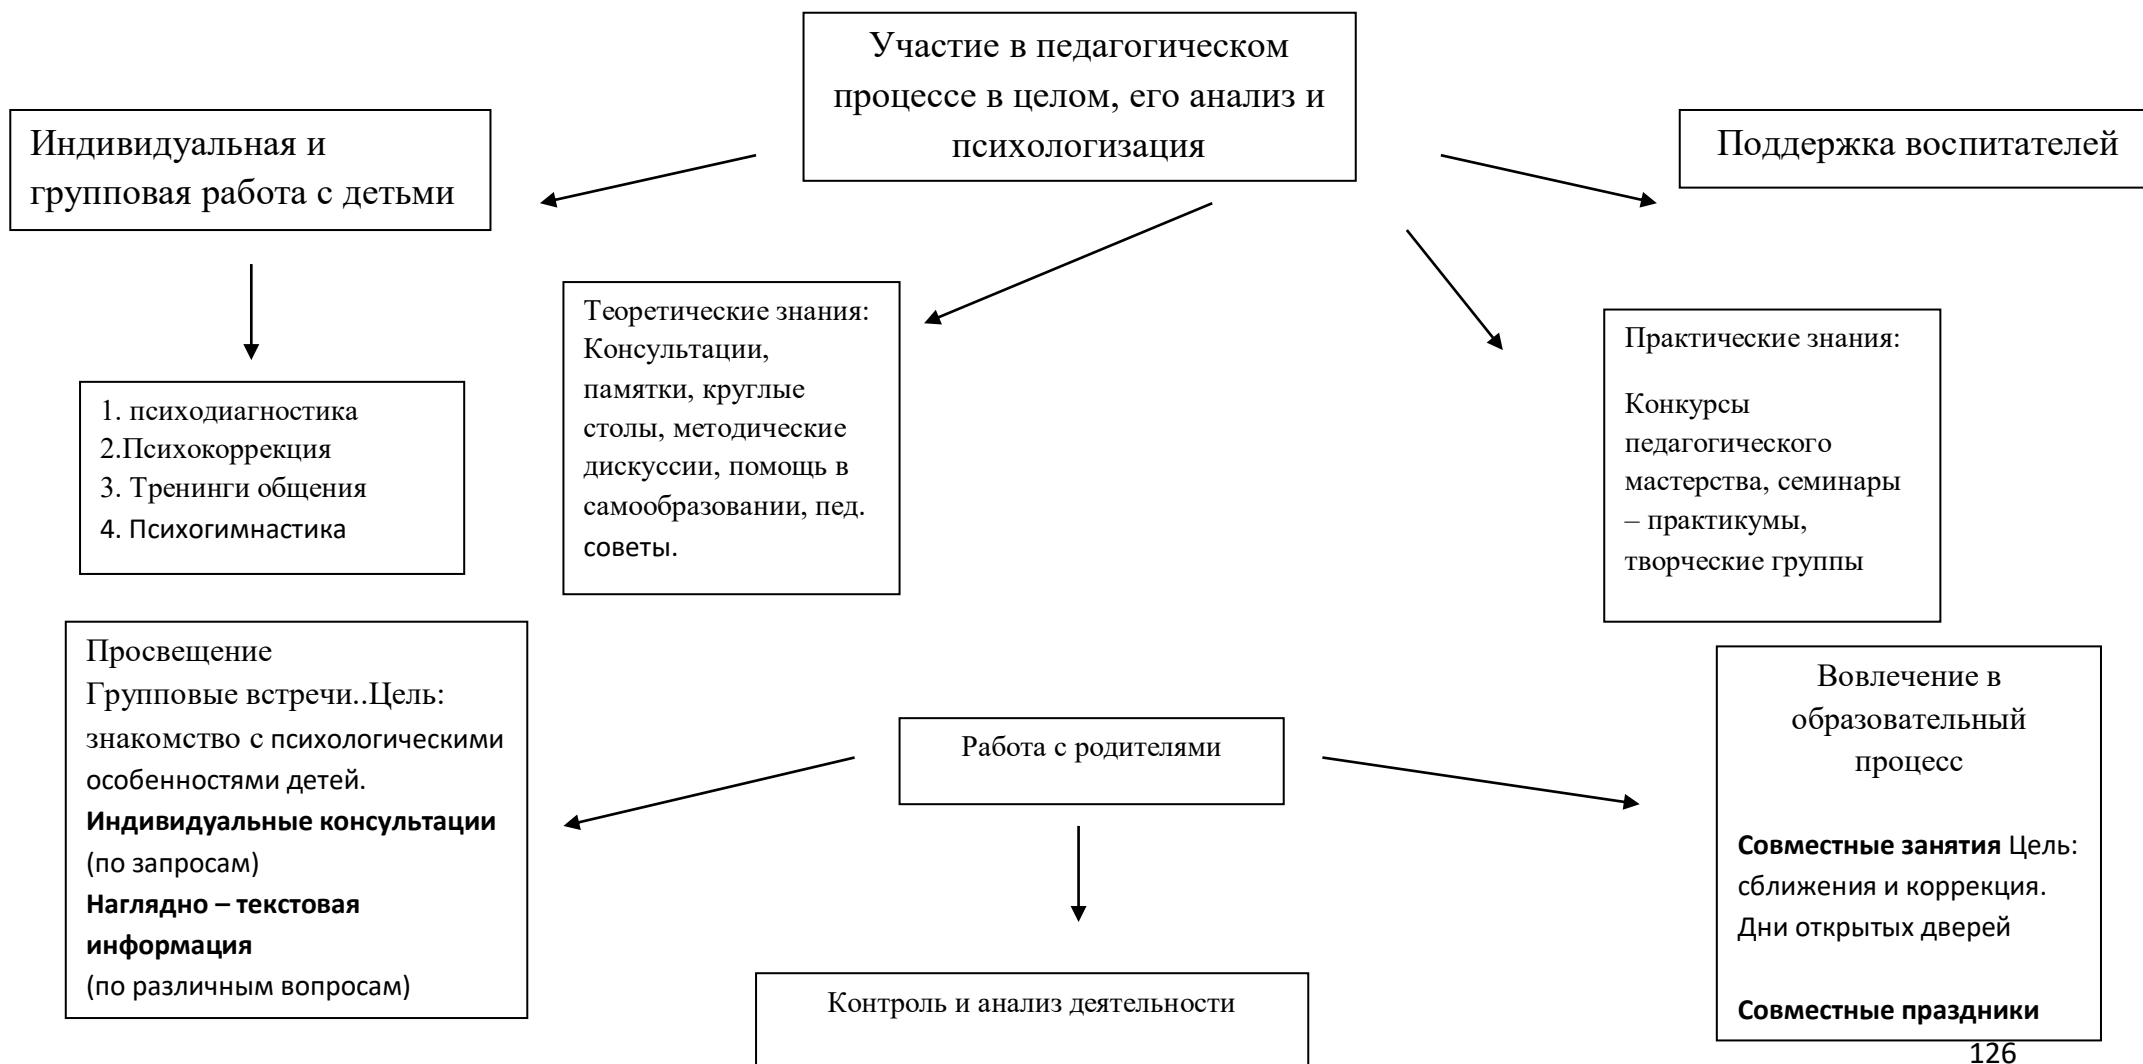 Участие в педагогическом
процессе в целом, его анализ и
психологизация
Индивидуальная и
групповая работа с детьми
Поддержка воспитателей
Теоретические знания:
Консультации,
памятки, круглые
столы, методические
дискуссии, помощь в
самообразовании, пед.
советы.
Практические знания:
Конкурсы
педагогического
мастерства, семинары
– практикумы,
творческие группы
1. психодиагностика
2.Психокоррекция
3. Тренинги общения
4. Психогимнастика
Просвещение
Групповые встречи..Цель:
знакомство с психологическими
особенностями детей.
Индивидуальные консультации
(по запросам)
Наглядно – текстовая
информация
(по различным вопросам)
Работа с родителями
Вовлечение в
образовательный
процесс
Совместные занятия Цель:
сближения и коррекция.
Дни открытых дверей
Совместные праздники
Контроль и анализ деятельности
126